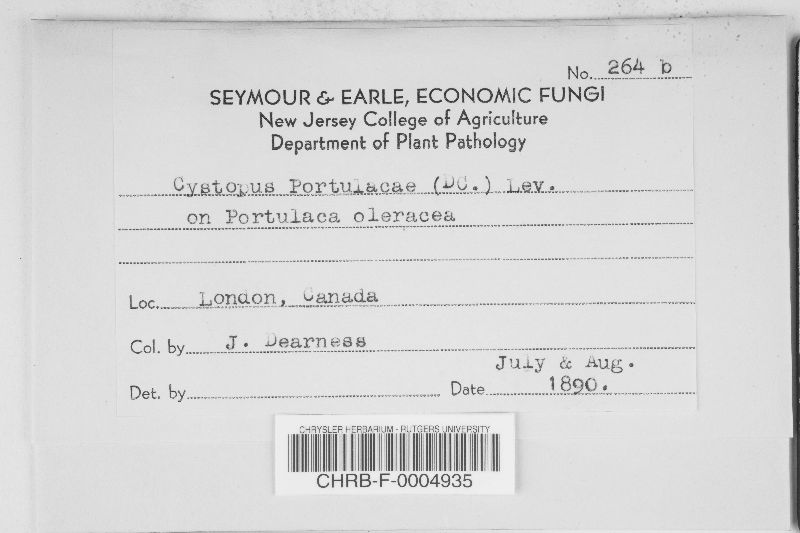 No. 264 b
SEYMOUR & EARLE, ECONOMIC FUNGI
New Jersey College of Agriculture
Department of Plant Pathology
Cystopus Portulacae (DC.) Lev.
on Portulaca oleracea
Loc. London, Canada
Col. by J. Dearness
July & Aug.
Det. by Date 1890.
CHRYSLER HERBARIUM - RUTGERS UNIVERSITY
CHRB-F-0004935